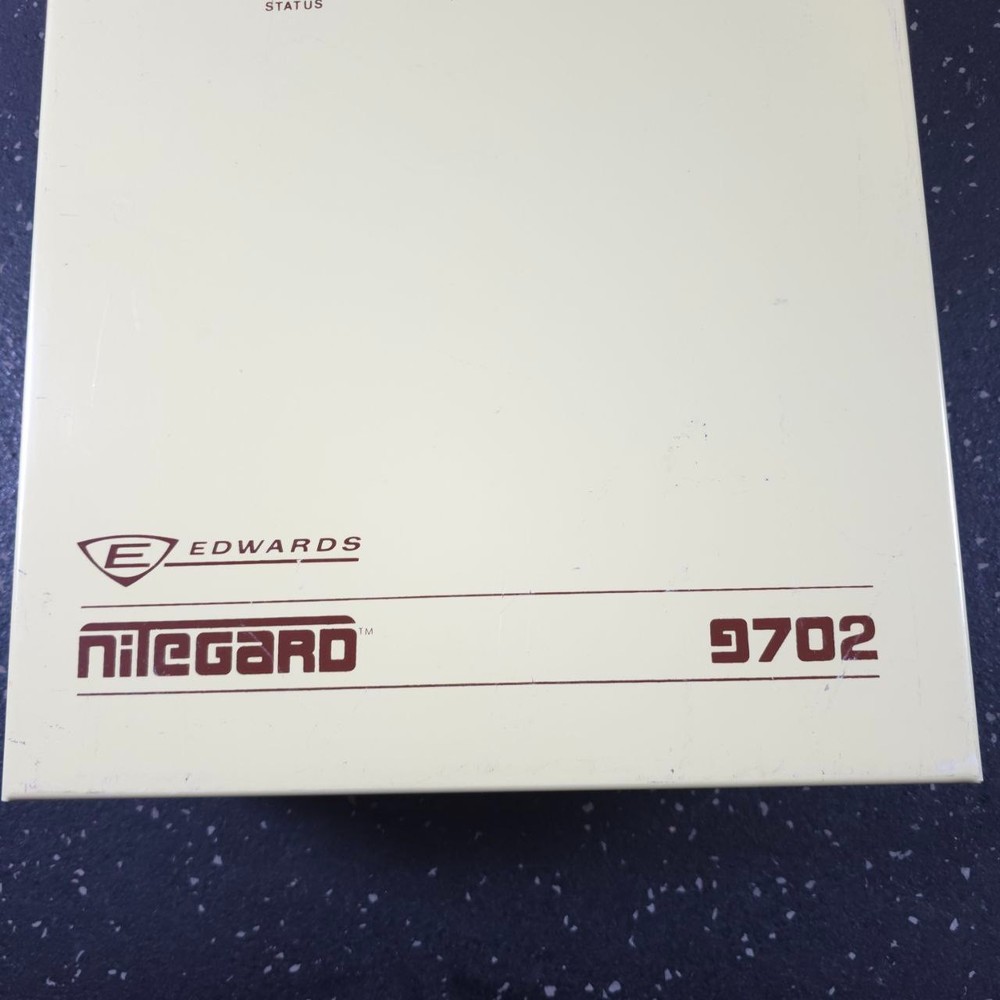 STATUS
E EDWARDS
NiTeGaRD™
9702